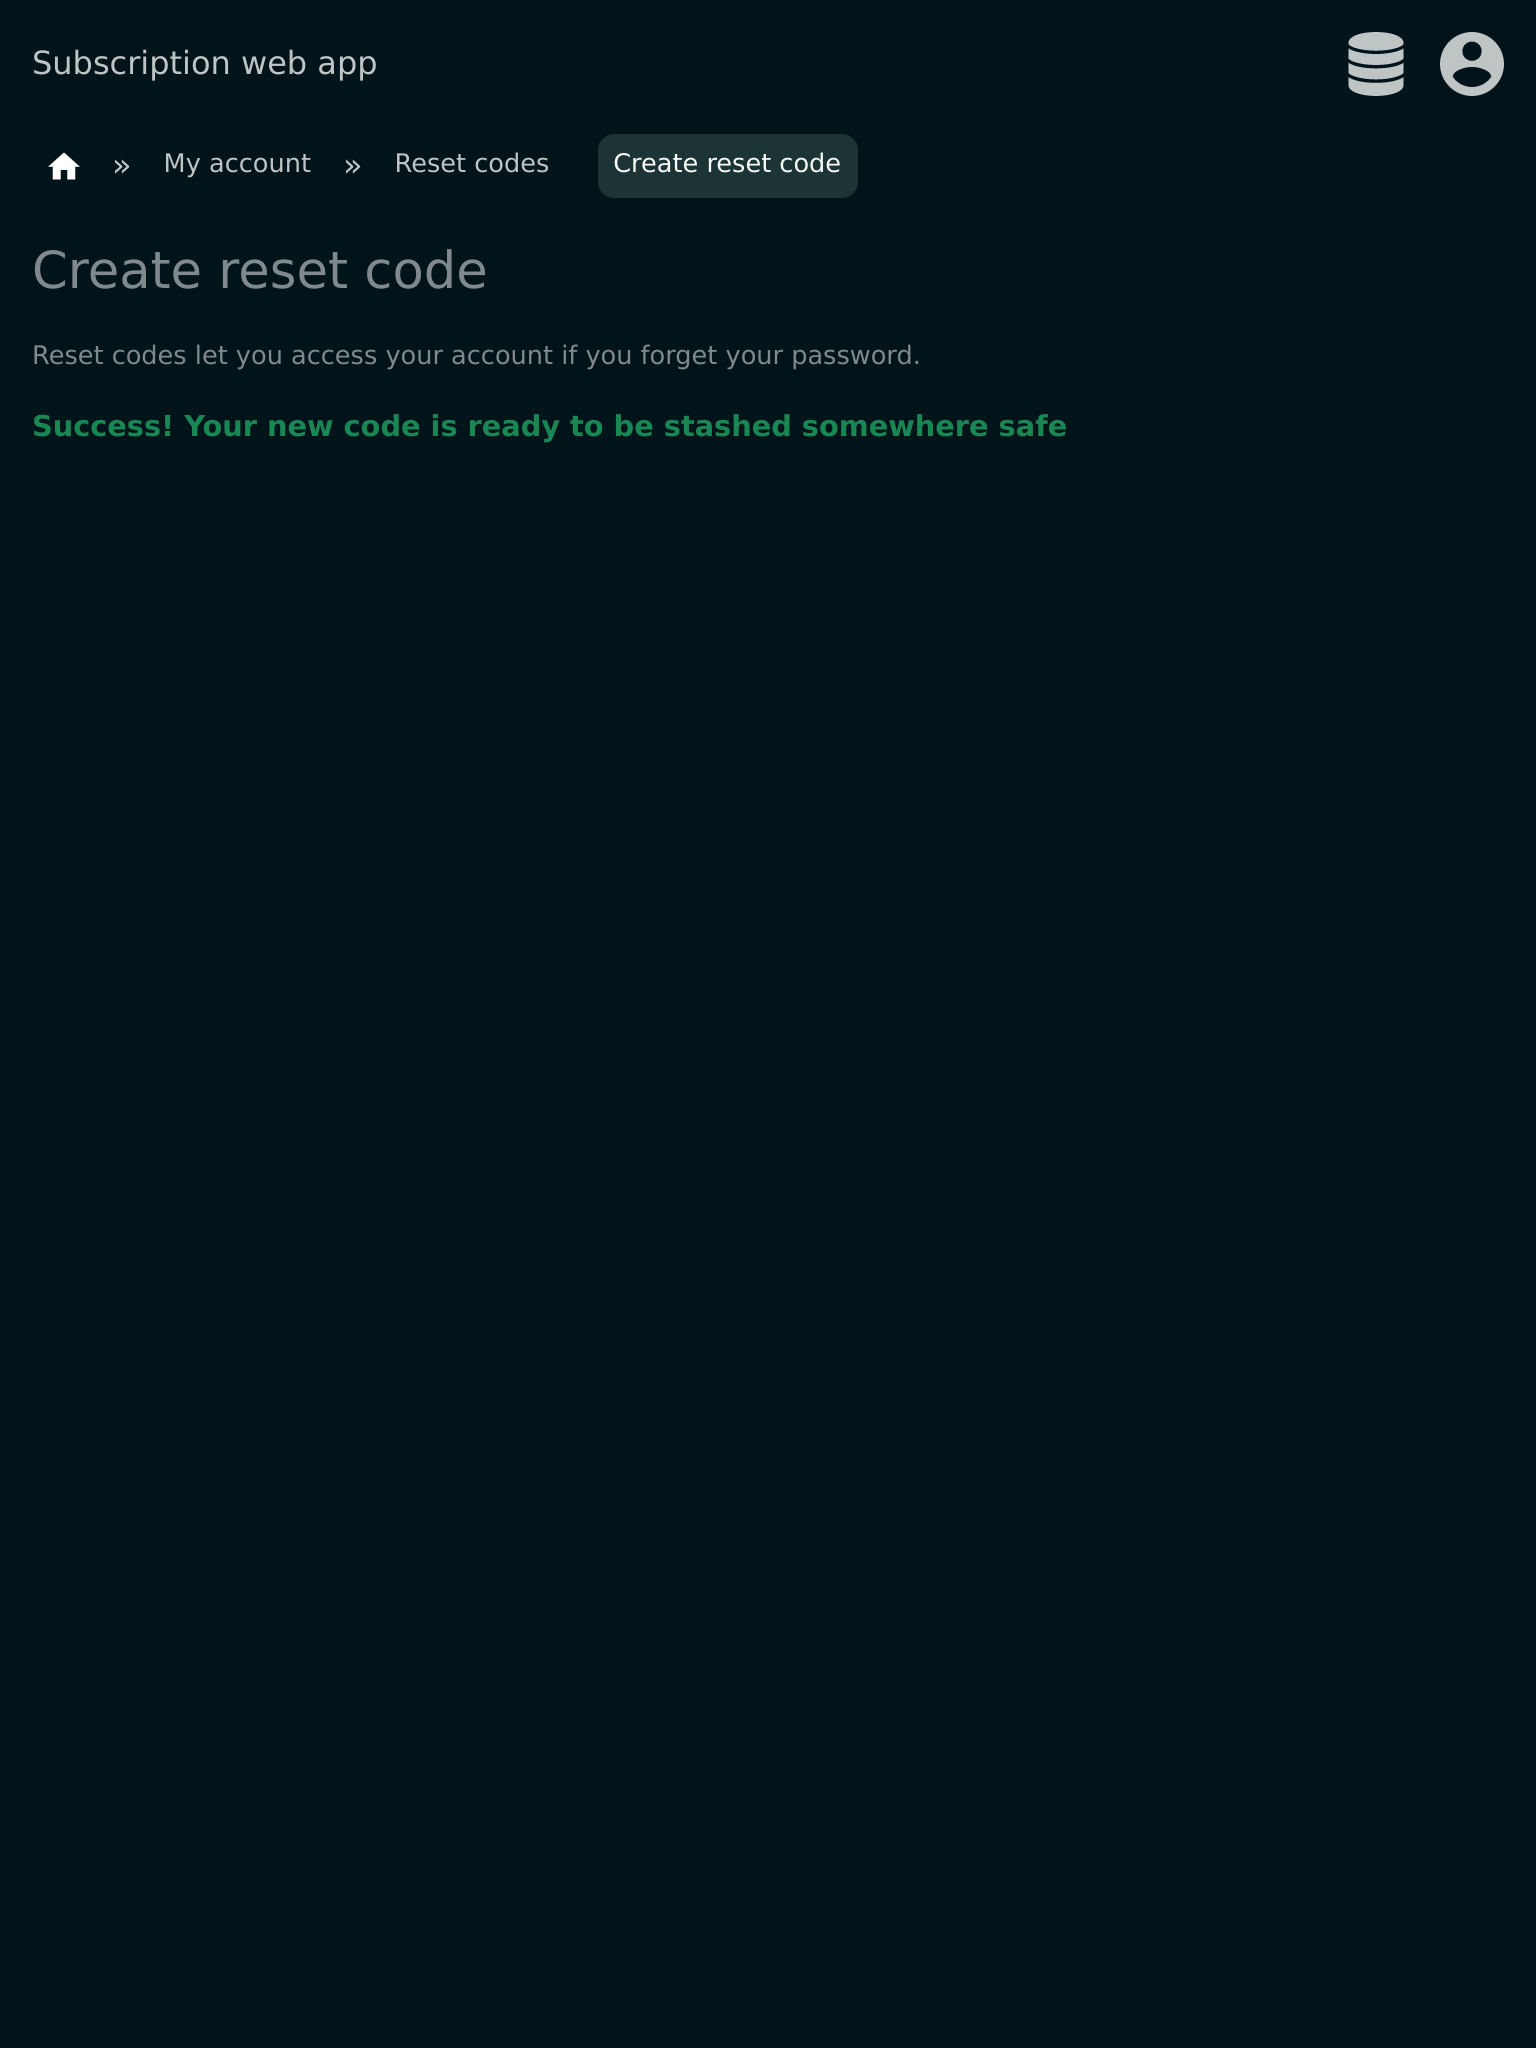 Subscription web app
» My account » Reset codes Create reset code
Create reset code
Reset codes let you access your account if you forget your password.
Success! Your new code is ready to be stashed somewhere safe